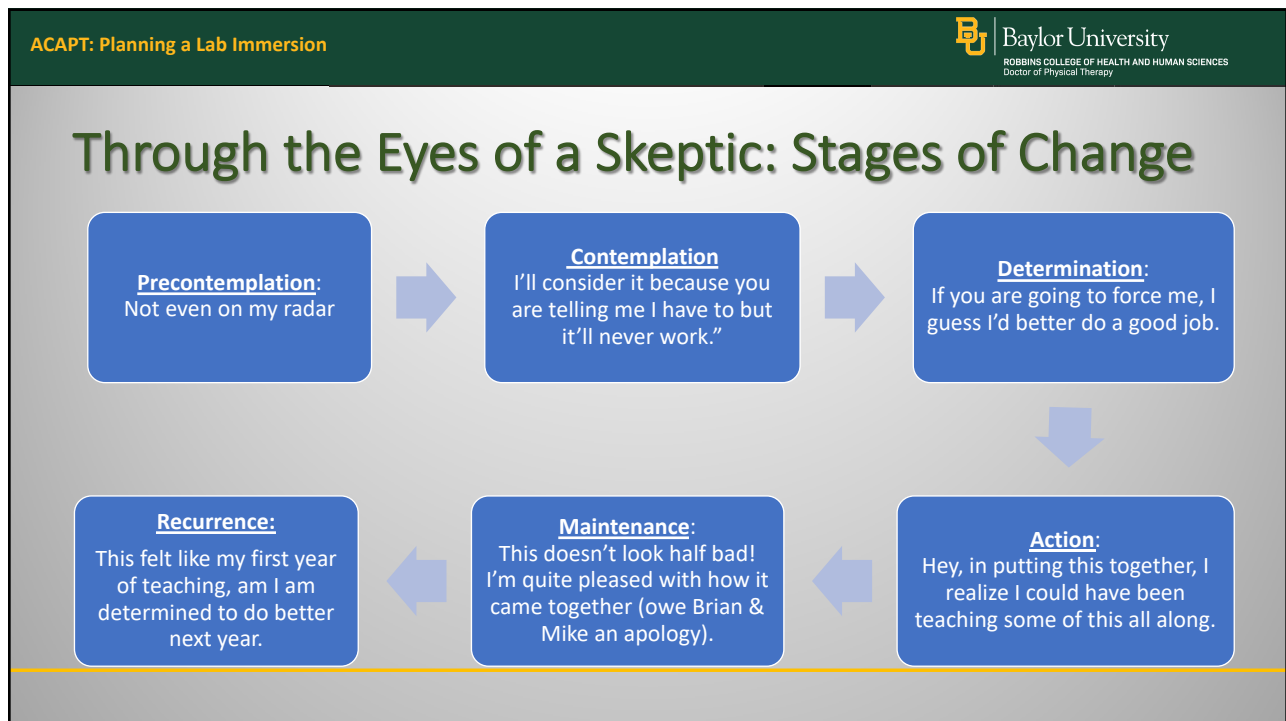 ACAPT: Planning a Lab Immersion
BU
Baylor University
ROBBINS COLLEGE OF HEALTH AND HUMAN SCIENCES
Doctor of Physical Therapy
Through the Eyes of a Skeptic: Stages of Change
Precontemplation:
Not even on my radar
Contemplation
I’ll consider it because you
are telling me I have to but
it’ll never work.”
Determination:
If you are going to force me, I
guess I’d better do a good job.
Action:
Hey, in putting this together, I
realize I could have been
teaching some of this all along.
Maintenance:
This doesn’t look half bad!
I’m quite pleased with how it
came together (owe Brian &
Mike an apology).
Recurrence:
This felt like my first year
of teaching, am I am
determined to do better
next year.